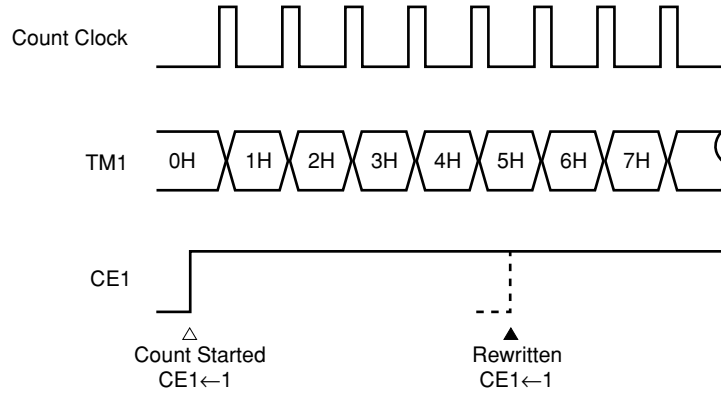 Count Clock
TM1 0H 1H 2H 3H 4H 5H 6H 7H
CE1
Count Started Rewritten
CE1←1 CE1←1